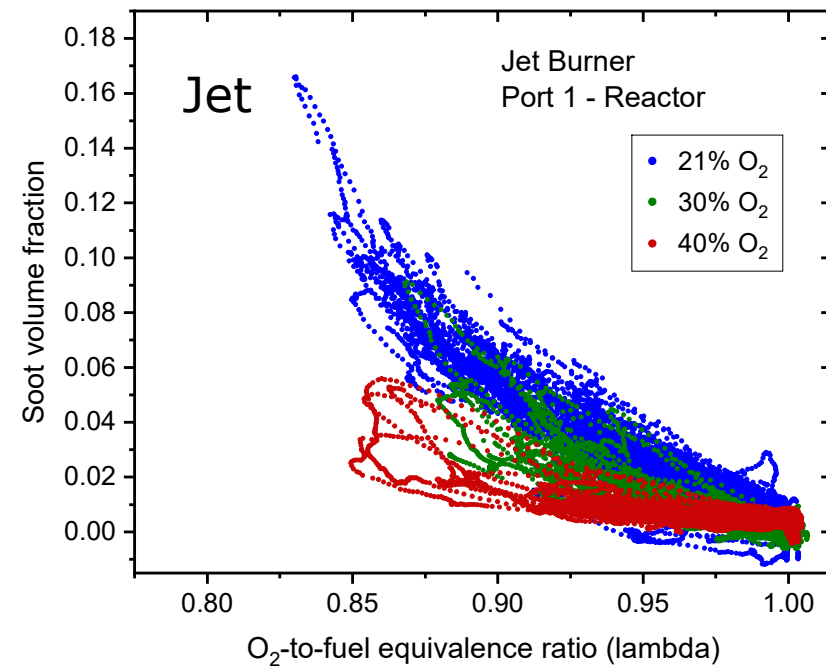 Jet
Jet Burner
Port 1 - Reactor
21% O₂
30% O₂
40% O₂
0.18
0.16
0.14
0.12
0.10
0.08
0.06
0.04
0.02
0.00
Soot volume fraction
0.80 0.85 0.90 0.95 1.00
O₂-to-fuel equivalence ratio (lambda)